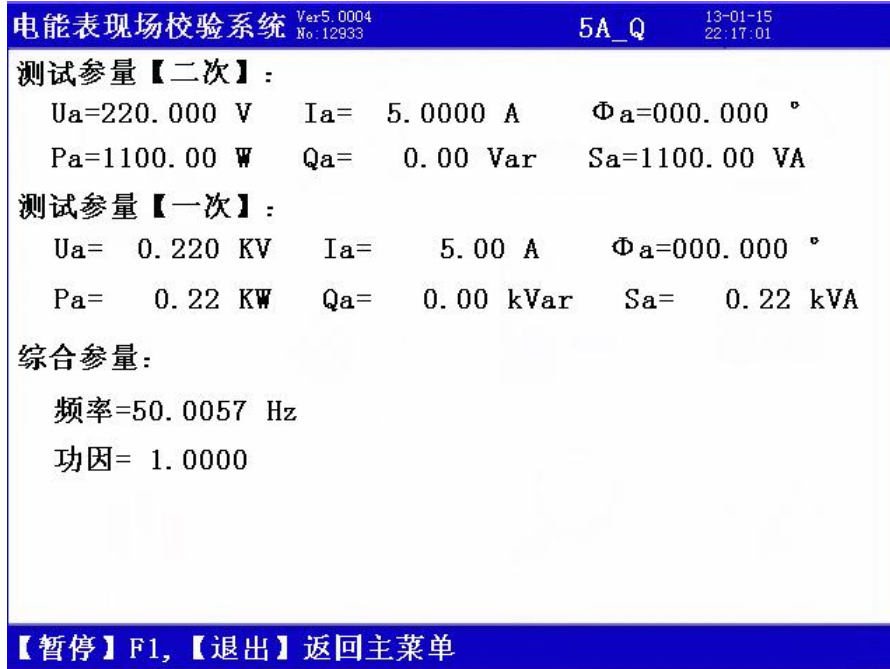 电能表现场校验系统 Ver5.0004 No:12933 5A_Q 13-01-15 22:17:01
测试参量【二次】:
Ua=220.000 V Ia= 5.0000 A Φa=000.000 °
Pa=1100.00 W Qa= 0.00 Var Sa=1100.00 VA
测试参量【一次】:
Ua= 0.220 KV Ia= 5.00 A Φa=000.000 °
Pa= 0.22 KW Qa= 0.00 kVar Sa= 0.22 kVA
综合参量:
频率=50.0057 Hz
功因= 1.0000
【暂停】F1,【退出】返回主菜单